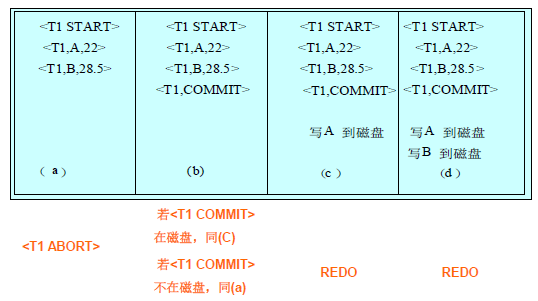 <T1 START>
<T1,A,22>
<T1,B,28.5>
( a )
<T1 START>
<T1,A,22>
<T1,B,28.5>
<T1,COMMIT>
(b)
<T1 START>
<T1,A,22>
<T1,B,28.5>
<T1,COMMIT>
写A 到磁盘
(c )
<T1 START>
<T1,A,22>
<T1,B,28.5>
<T1,COMMIT>
写A 到磁盘
写B 到磁盘
(d )
<T1 ABORT>
若<T1 COMMIT>
在磁盘，同(C)
若<T1 COMMIT>
不在磁盘，同(a)
REDO
REDO